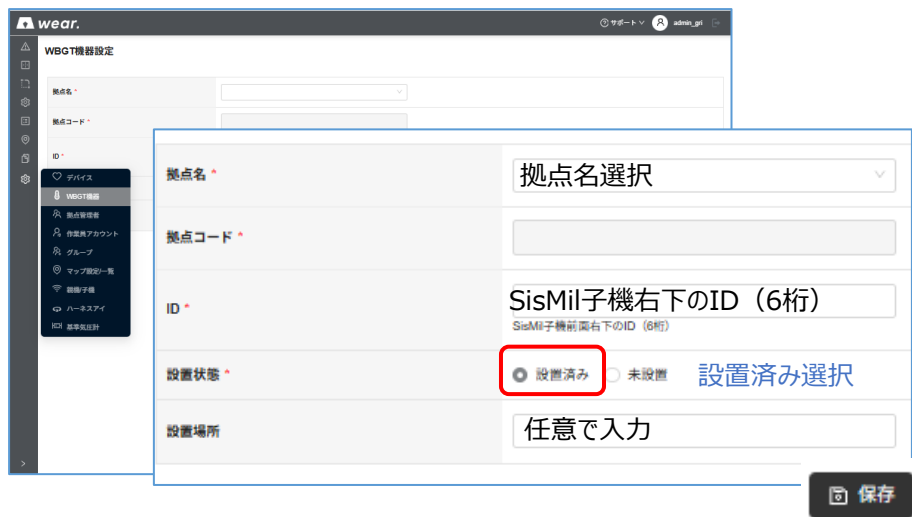 wear.
サポート
admin_gri
WBGT機器設定
拠点名 *
拠点コード *
ID *
デバイス
WBGT機器
拠点管理者
作業員アカウント
グループ
マップ設定/一覧
親機/子機
ハーネスアイ
基準気圧計
拠点名 * 拠点名選択
拠点コード *
ID * SisMil子機右下のID（6桁）
SisMil子機前面右下のID（6桁）
設置状態 * 設置済み 未設置 設置済み選択
設置場所 任意で入力
保存